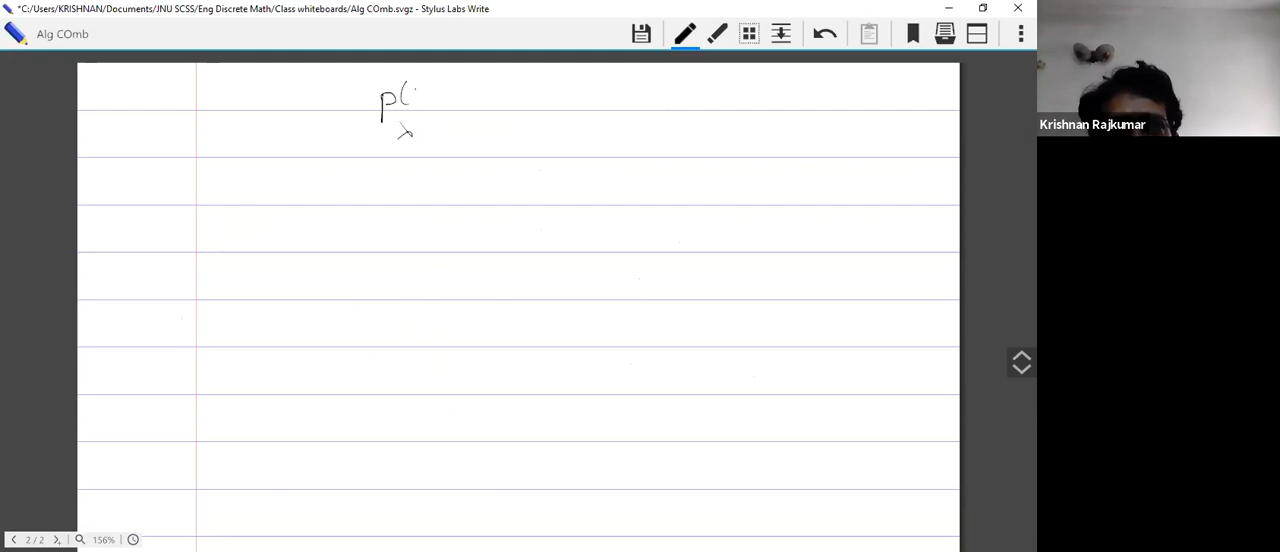 *C:/Users/KRISHNAN/Documents/JNU SCSS/Eng Discrete Math/Class whiteboards/Alg COmb.svgz - Stylus Labs Write
Alg COmb
p(
x
Krishnan Rajkumar
2 / 2
156%